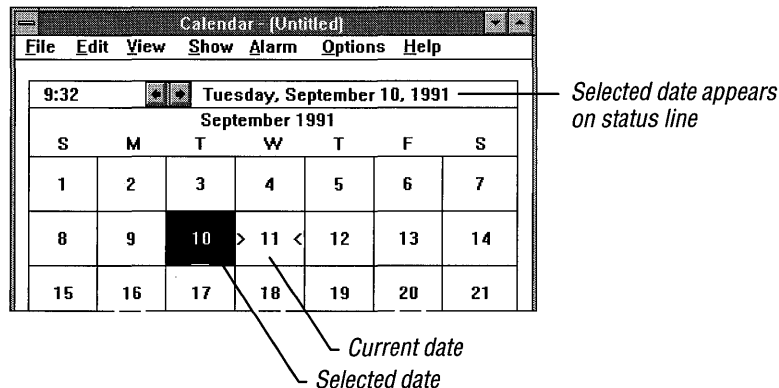 Calendar - (Untitled)
File Edit View Show Alarm Options Help
9:32 Tuesday, September 10, 1991
Selected date appears
on status line
September 1991
S M T W T F S
1 2 3 4 5 6 7
8 9 10 > 11 < 12 13 14
15 16 17 18 19 20 21
Current date
Selected date